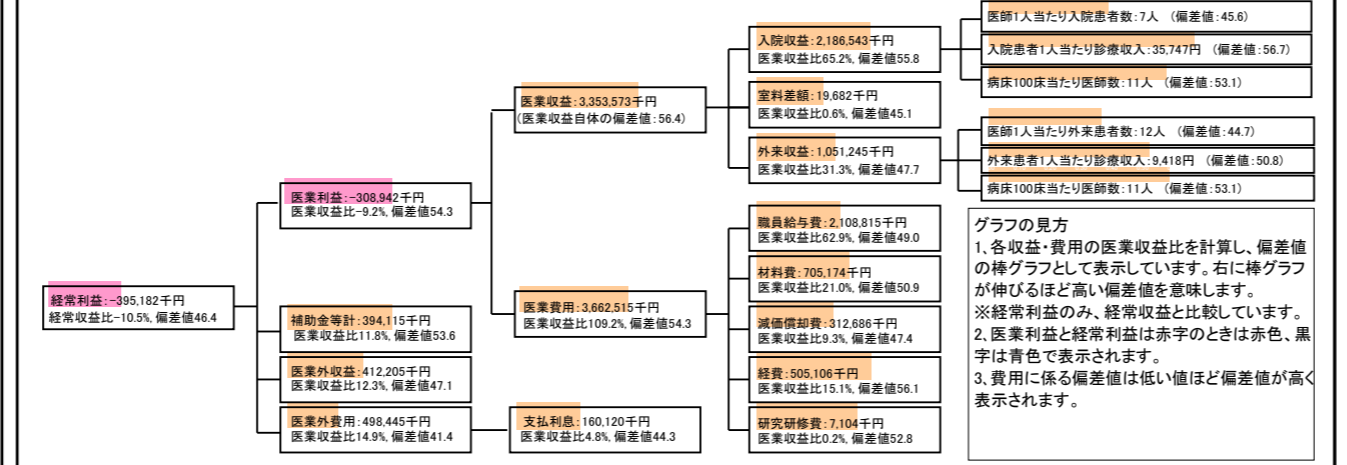 経常利益:-395,182千円
経常収支比-10.5%, 偏差値46.4
医業利益:-308,942千円
医業収益比-9.2%, 偏差値54.3
補助金等計:394,115千円
医業収益比11.8%, 偏差値53.6
医業外収益:412,205千円
医業収益比12.3%, 偏差値47.1
医業外費用:498,445千円
医業収益比14.9%, 偏差値41.4
医業収益:3,353,573千円
(医業収益自体の偏差値:56.4)
医業費用:3,662,515千円
医業収益比109.2%, 偏差値54.3
支払利息:160,120千円
医業収益比4.8%, 偏差値44.3
入院収益:2,186,543千円
医業収益比65.2%, 偏差値55.8
室料差額:19,682千円
医業収益比0.6%, 偏差値45.1
外来収益:1,051,245千円
医業収益比31.3%, 偏差値47.7
職員給与費:2,108,815千円
医業収益比62.9%, 偏差値49.0
材料費:705,174千円
医業収益比21.0%, 偏差値50.9
減価償却費:312,686千円
医業収益比9.3%, 偏差値47.4
経費:505,106千円
医業収益比15.1%, 偏差値56.1
研究研修費:7,104千円
医業収益比0.2%, 偏差値52.8
医師1人当たり入院患者数:7人 (偏差値:45.6)
入院患者1人当たり診療収入:35,747円 (偏差値:56.7)
病床100床当たり医師数:11人 (偏差値:53.1)
医師1人当たり外来患者数:12人 (偏差値:44.7)
外来患者1人当たり診療収入:9,418円 (偏差値:50.8)
病床100床当たり医師数:11人 (偏差値:53.1)
グラフの見方
1、各収益・費用の医業収益比を計算し、偏差値
の棒グラフとして表示しています。右に棒グラフ
が伸びるほど高い偏差値を意味します。
※経常利益のみ、経常収益と比較しています。
2、医業利益と経常利益は赤字のときは赤色、黒
字は青色で表示されます。
3、費用に係る偏差値は低い値ほど偏差値が高く
表示されます。